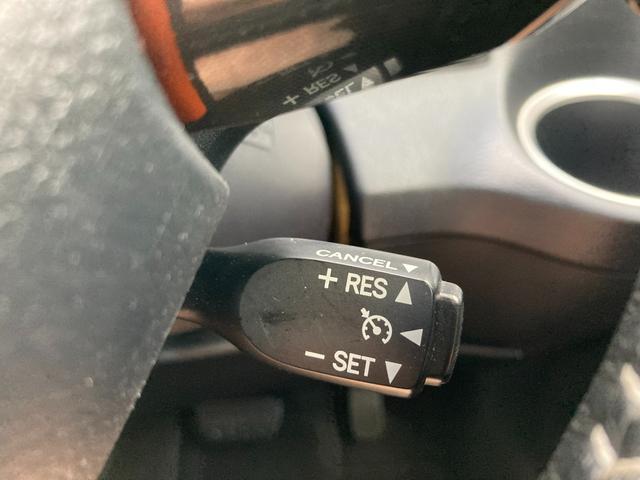 CANCEL ▼
+ RES ▲
◀
− SET ▼